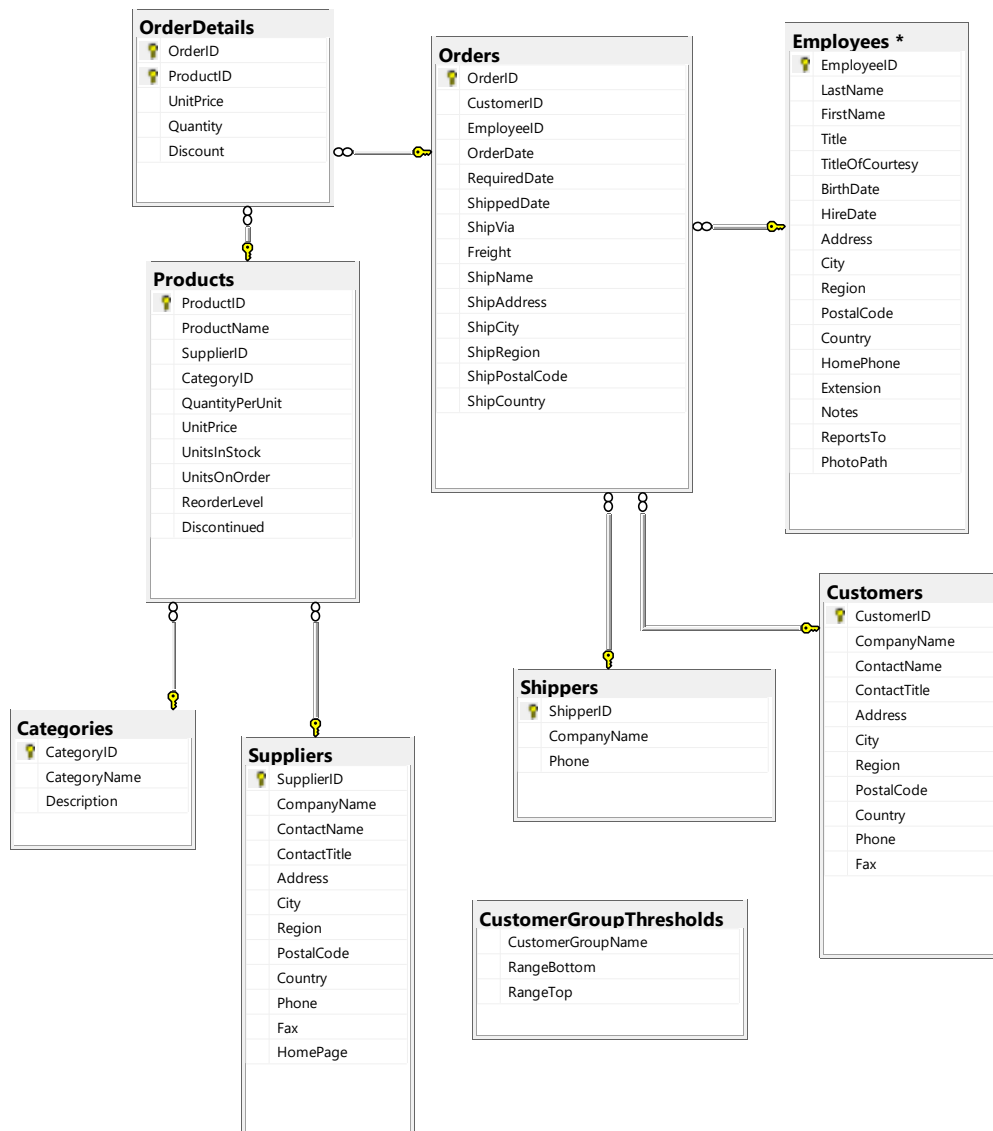 OrderDetails
OrderID
ProductID
UnitPrice
Quantity
Discount
Orders
OrderID
CustomerID
EmployeeID
OrderDate
RequiredDate
ShippedDate
ShipVia
Freight
ShipName
ShipAddress
ShipCity
ShipRegion
ShipPostalCode
ShipCountry
Employees *
EmployeeID
LastName
FirstName
Title
TitleOfCourtesy
BirthDate
HireDate
Address
City
Region
PostalCode
Country
HomePhone
Extension
Notes
ReportsTo
PhotoPath
Products
ProductID
ProductName
SupplierID
CategoryID
QuantityPerUnit
UnitPrice
UnitsInStock
UnitsOnOrder
ReorderLevel
Discontinued
Customers
CustomerID
CompanyName
ContactName
ContactTitle
Address
City
Region
PostalCode
Country
Phone
Fax
Shippers
ShipperID
CompanyName
Phone
Categories
CategoryID
CategoryName
Description
Suppliers
SupplierID
CompanyName
ContactName
ContactTitle
Address
City
Region
PostalCode
Country
Phone
Fax
HomePage
CustomerGroupThresholds
CustomerGroupName
RangeBottom
RangeTop